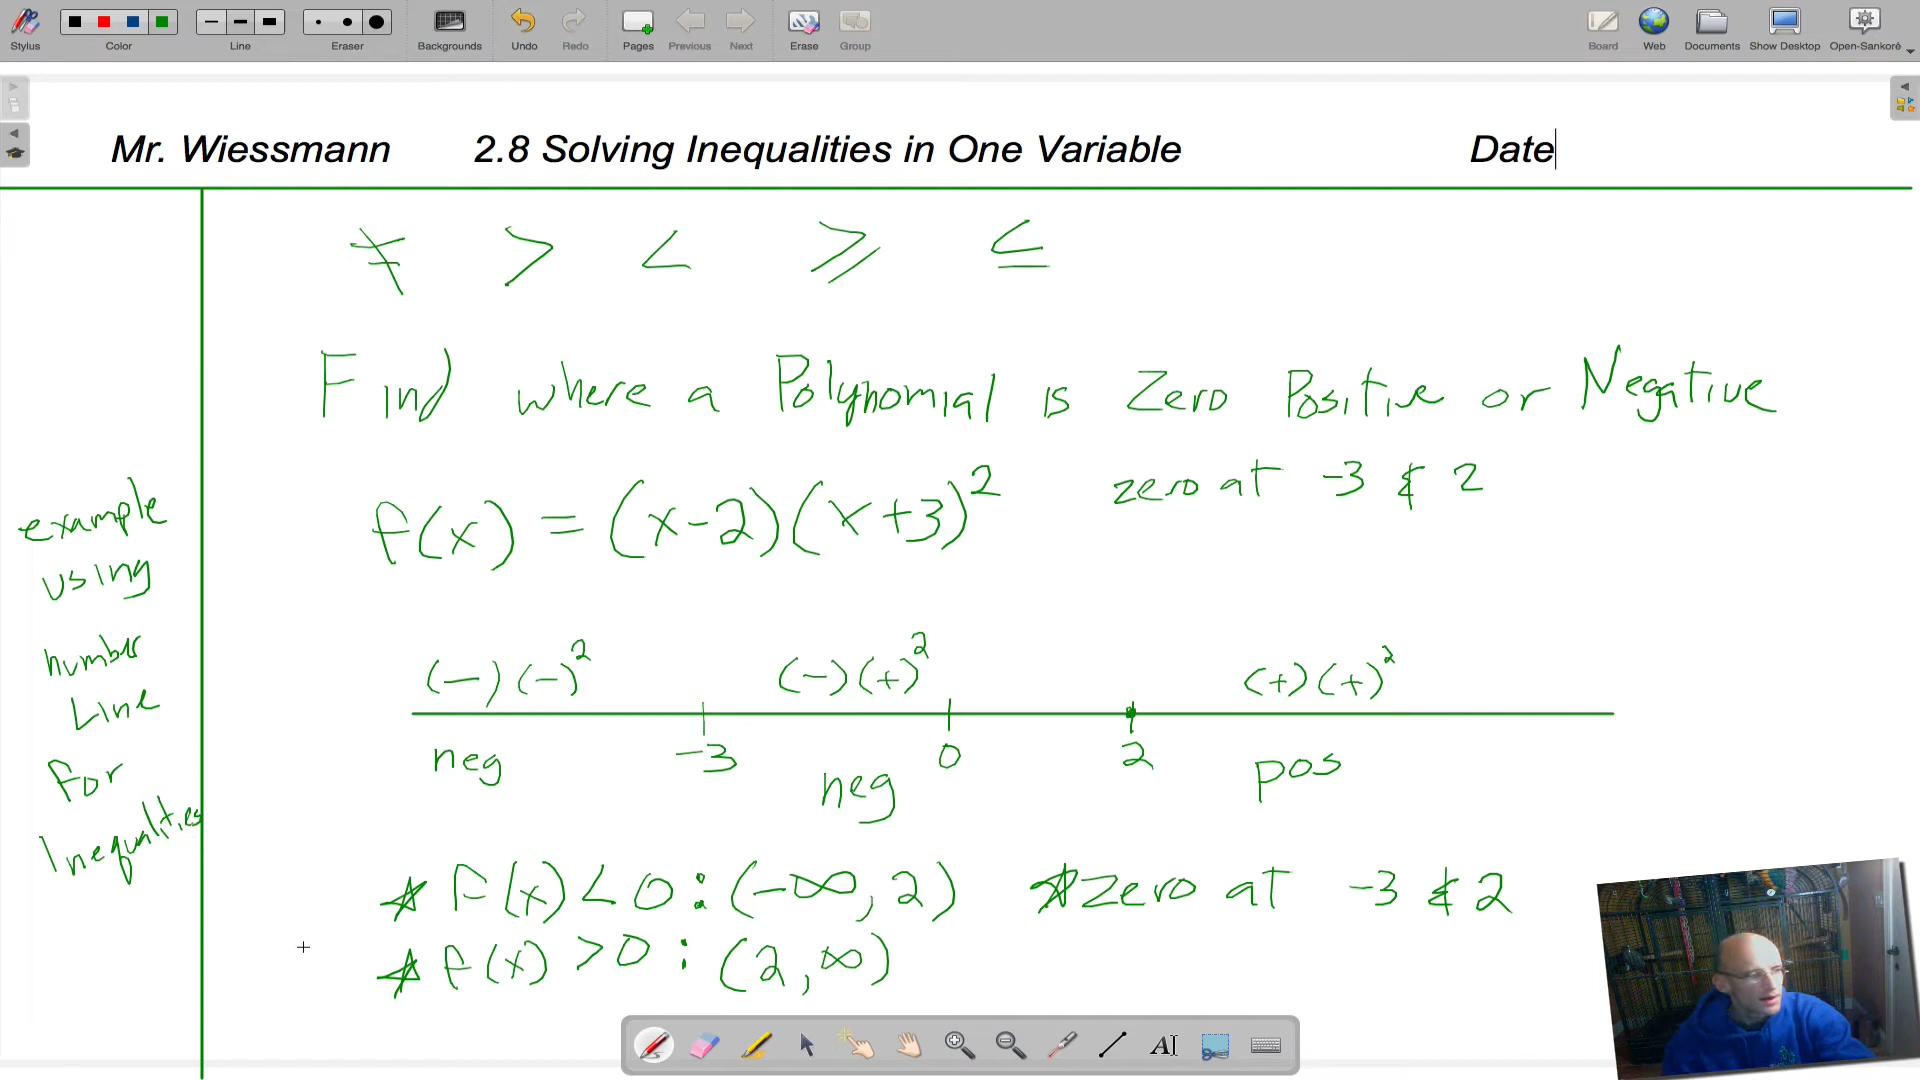 Stylus Color Line Eraser Backgrounds Undo Redo Pages Previous Next Erase Group Board Web Documents Show Desktop Open-Sankoré
Mr. Wiessmann 2.8 Solving Inequalities in One Variable Date
≠ > < ≥ ≤
Find where a Polynomial is Zero Positive or Negative
f(x) = (x-2)(x+3)² zero at -3 & 2
example
using
number
Line
for
Inequalities
(-)(-)² (-)(+)² (+)(+)²
-3 0 2
neg neg pos
* f(x) < 0 : (-∞, 2) * zero at -3 & 2
* f(x) > 0 : (2, ∞)
AI